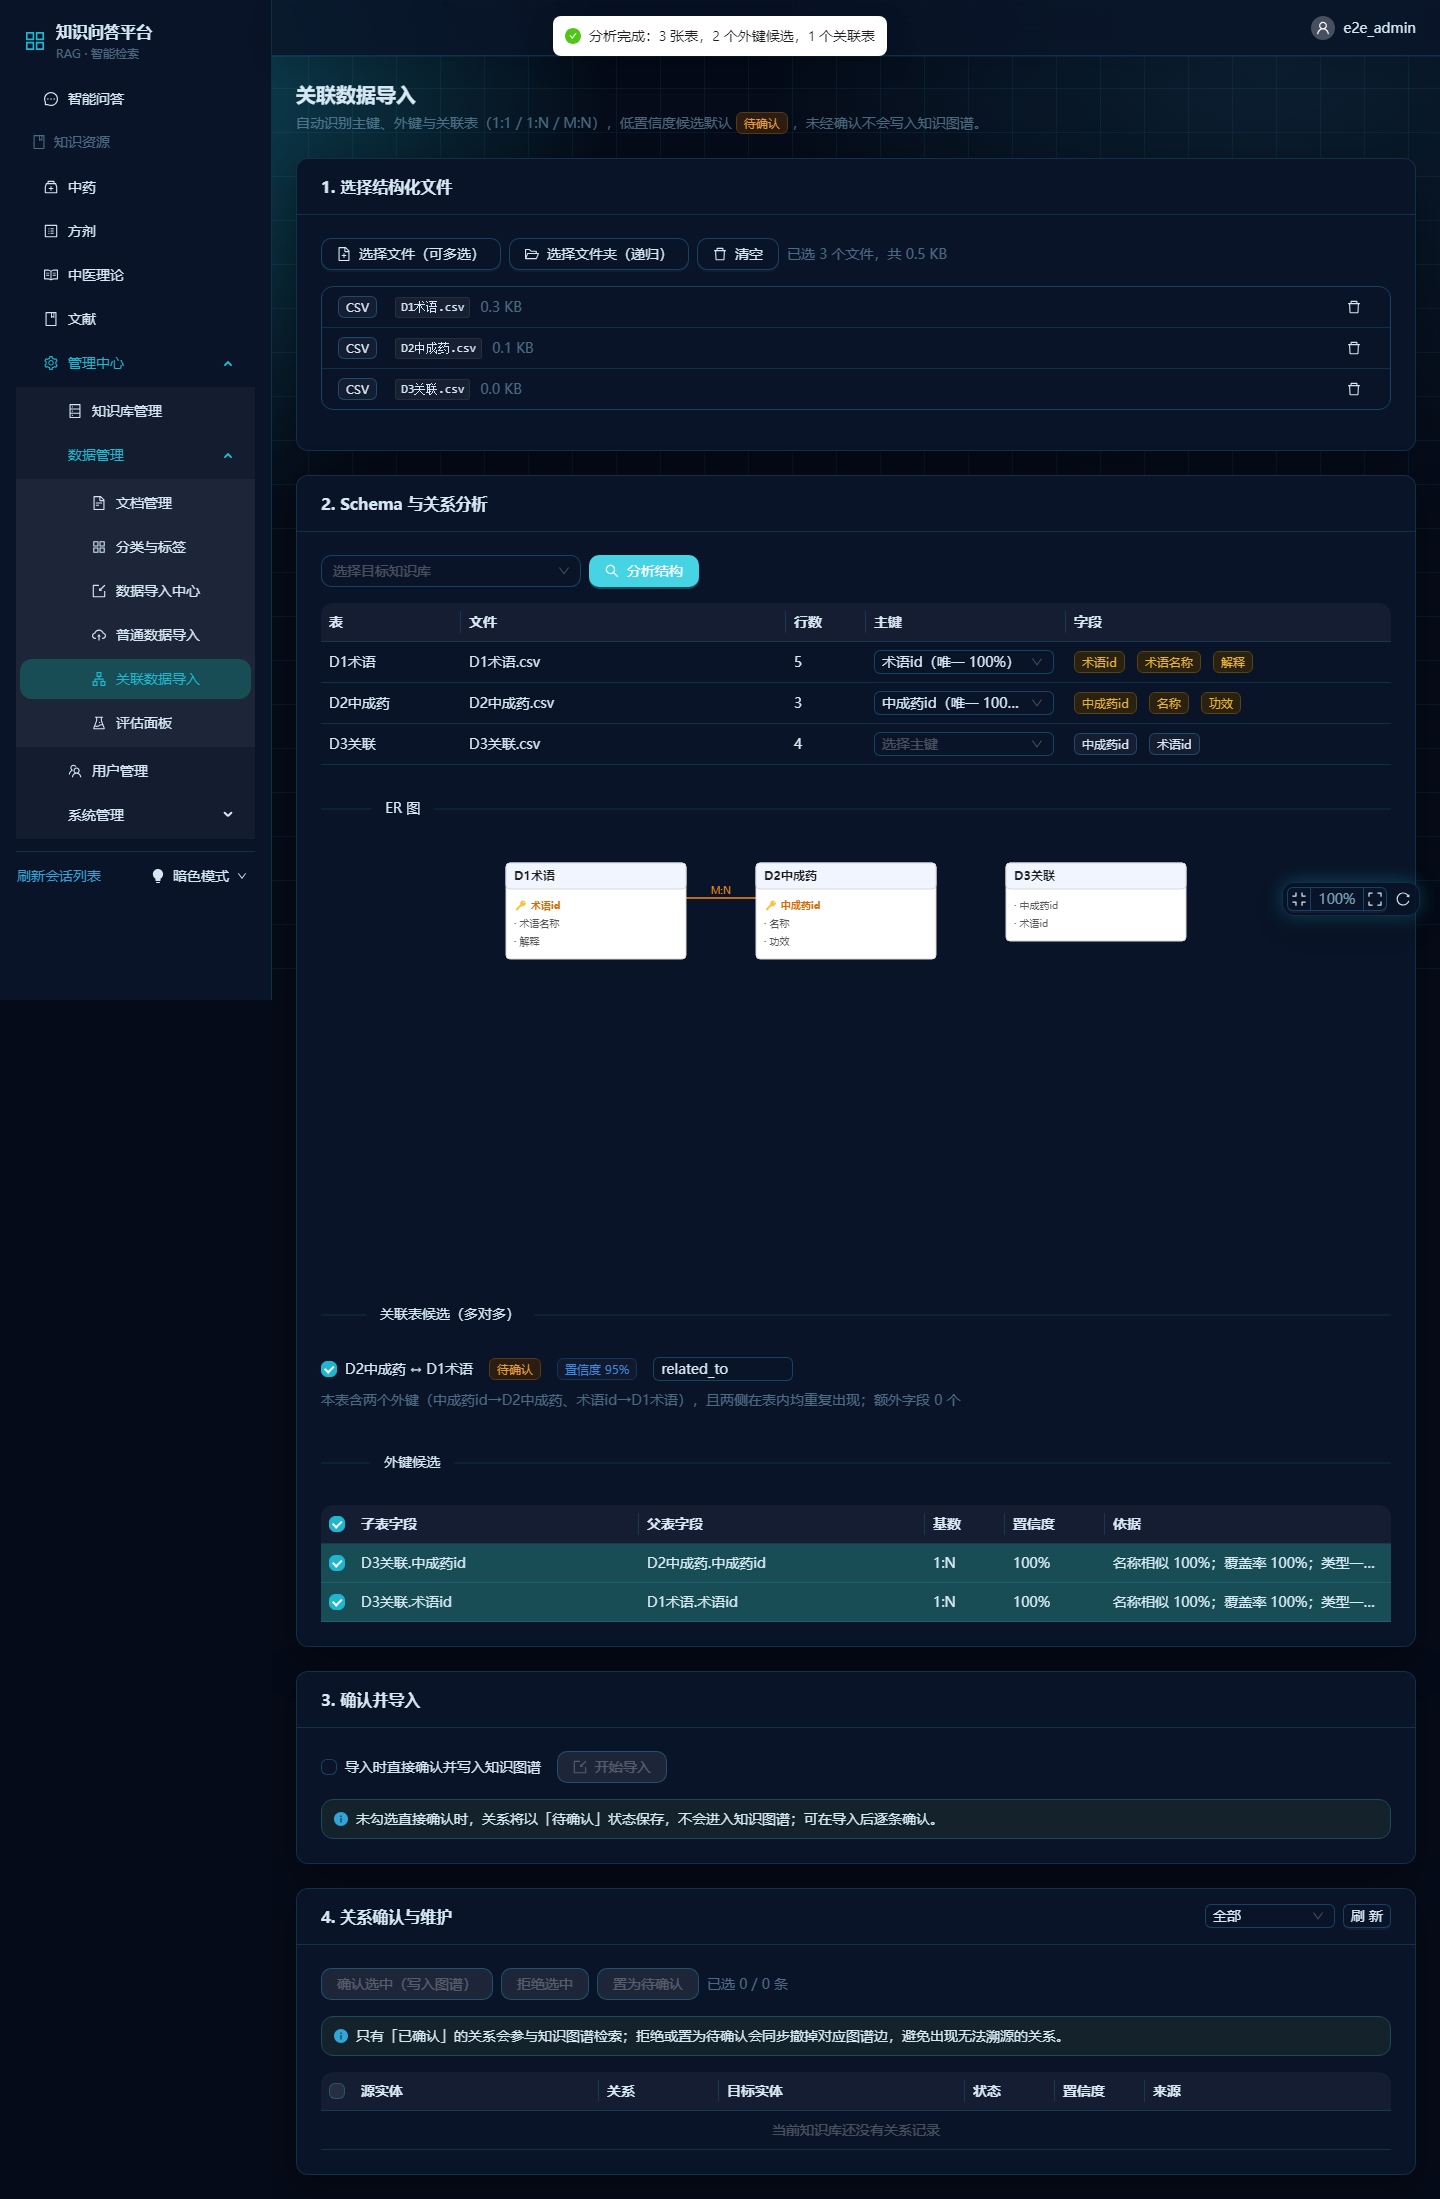 知识问答平台
RAG · 智能检索
分析完成：3 张表，2 个外键候选，1 个关联表
e2e_admin
智能问答
知识资源
中药
方剂
中医理论
文献
管理中心
知识库管理
数据管理
文档管理
分类与标签
数据导入中心
普通数据导入
关联数据导入
评估面板
用户管理
系统管理
刷新会话列表
暗色模式
关联数据导入
自动识别主键、外键与关联表（1:1 / 1:N / M:N），低置信度候选默认 待确认 ，未经确认不会写入知识图谱。
1. 选择结构化文件
选择文件（可多选） 选择文件夹（递归） 清空 已选 3 个文件，共 0.5 KB
CSV D1术语.csv 0.3 KB
CSV D2中成药.csv 0.1 KB
CSV D3关联.csv 0.0 KB
2. Schema 与关系分析
选择目标知识库 分析结构
表 文件 行数 主键 字段
D1术语 D1术语.csv 5 术语id（唯一 100%） 术语id 术语名称 解释
D2中成药 D2中成药.csv 3 中成药id（唯一 100... 中成药id 名称 功效
D3关联 D3关联.csv 4 选择主键 中成药id 术语id
ER 图
D1术语
术语id
· 术语名称
· 解释
M:N
D2中成药
中成药id
· 名称
· 功效
D3关联
· 中成药id
· 术语id
100%
关联表候选（多对多）
D2中成药 ↔ D1术语 待确认 置信度 95% related_to
本表含两个外键（中成药id→D2中成药、术语id→D1术语），且两侧在表内均重复出现；额外字段 0 个
外键候选
子表字段 父表字段 基数 置信度 依据
D3关联.中成药id D2中成药.中成药id 1:N 100% 名称相似 100%；覆盖率 100%；类型一...
D3关联.术语id D1术语.术语id 1:N 100% 名称相似 100%；覆盖率 100%；类型一...
3. 确认并导入
导入时直接确认并写入知识图谱 开始导入
未勾选直接确认时，关系将以「待确认」状态保存，不会进入知识图谱；可在导入后逐条确认。
4. 关系确认与维护
全部 刷 新
确认选中（写入图谱） 拒绝选中 置为待确认 已选 0 / 0 条
只有「已确认」的关系会参与知识图谱检索；拒绝或置为待确认会同步撤掉对应图谱边，避免出现无法溯源的关系。
源实体 关系 目标实体 状态 置信度 来源
当前知识库还没有关系记录